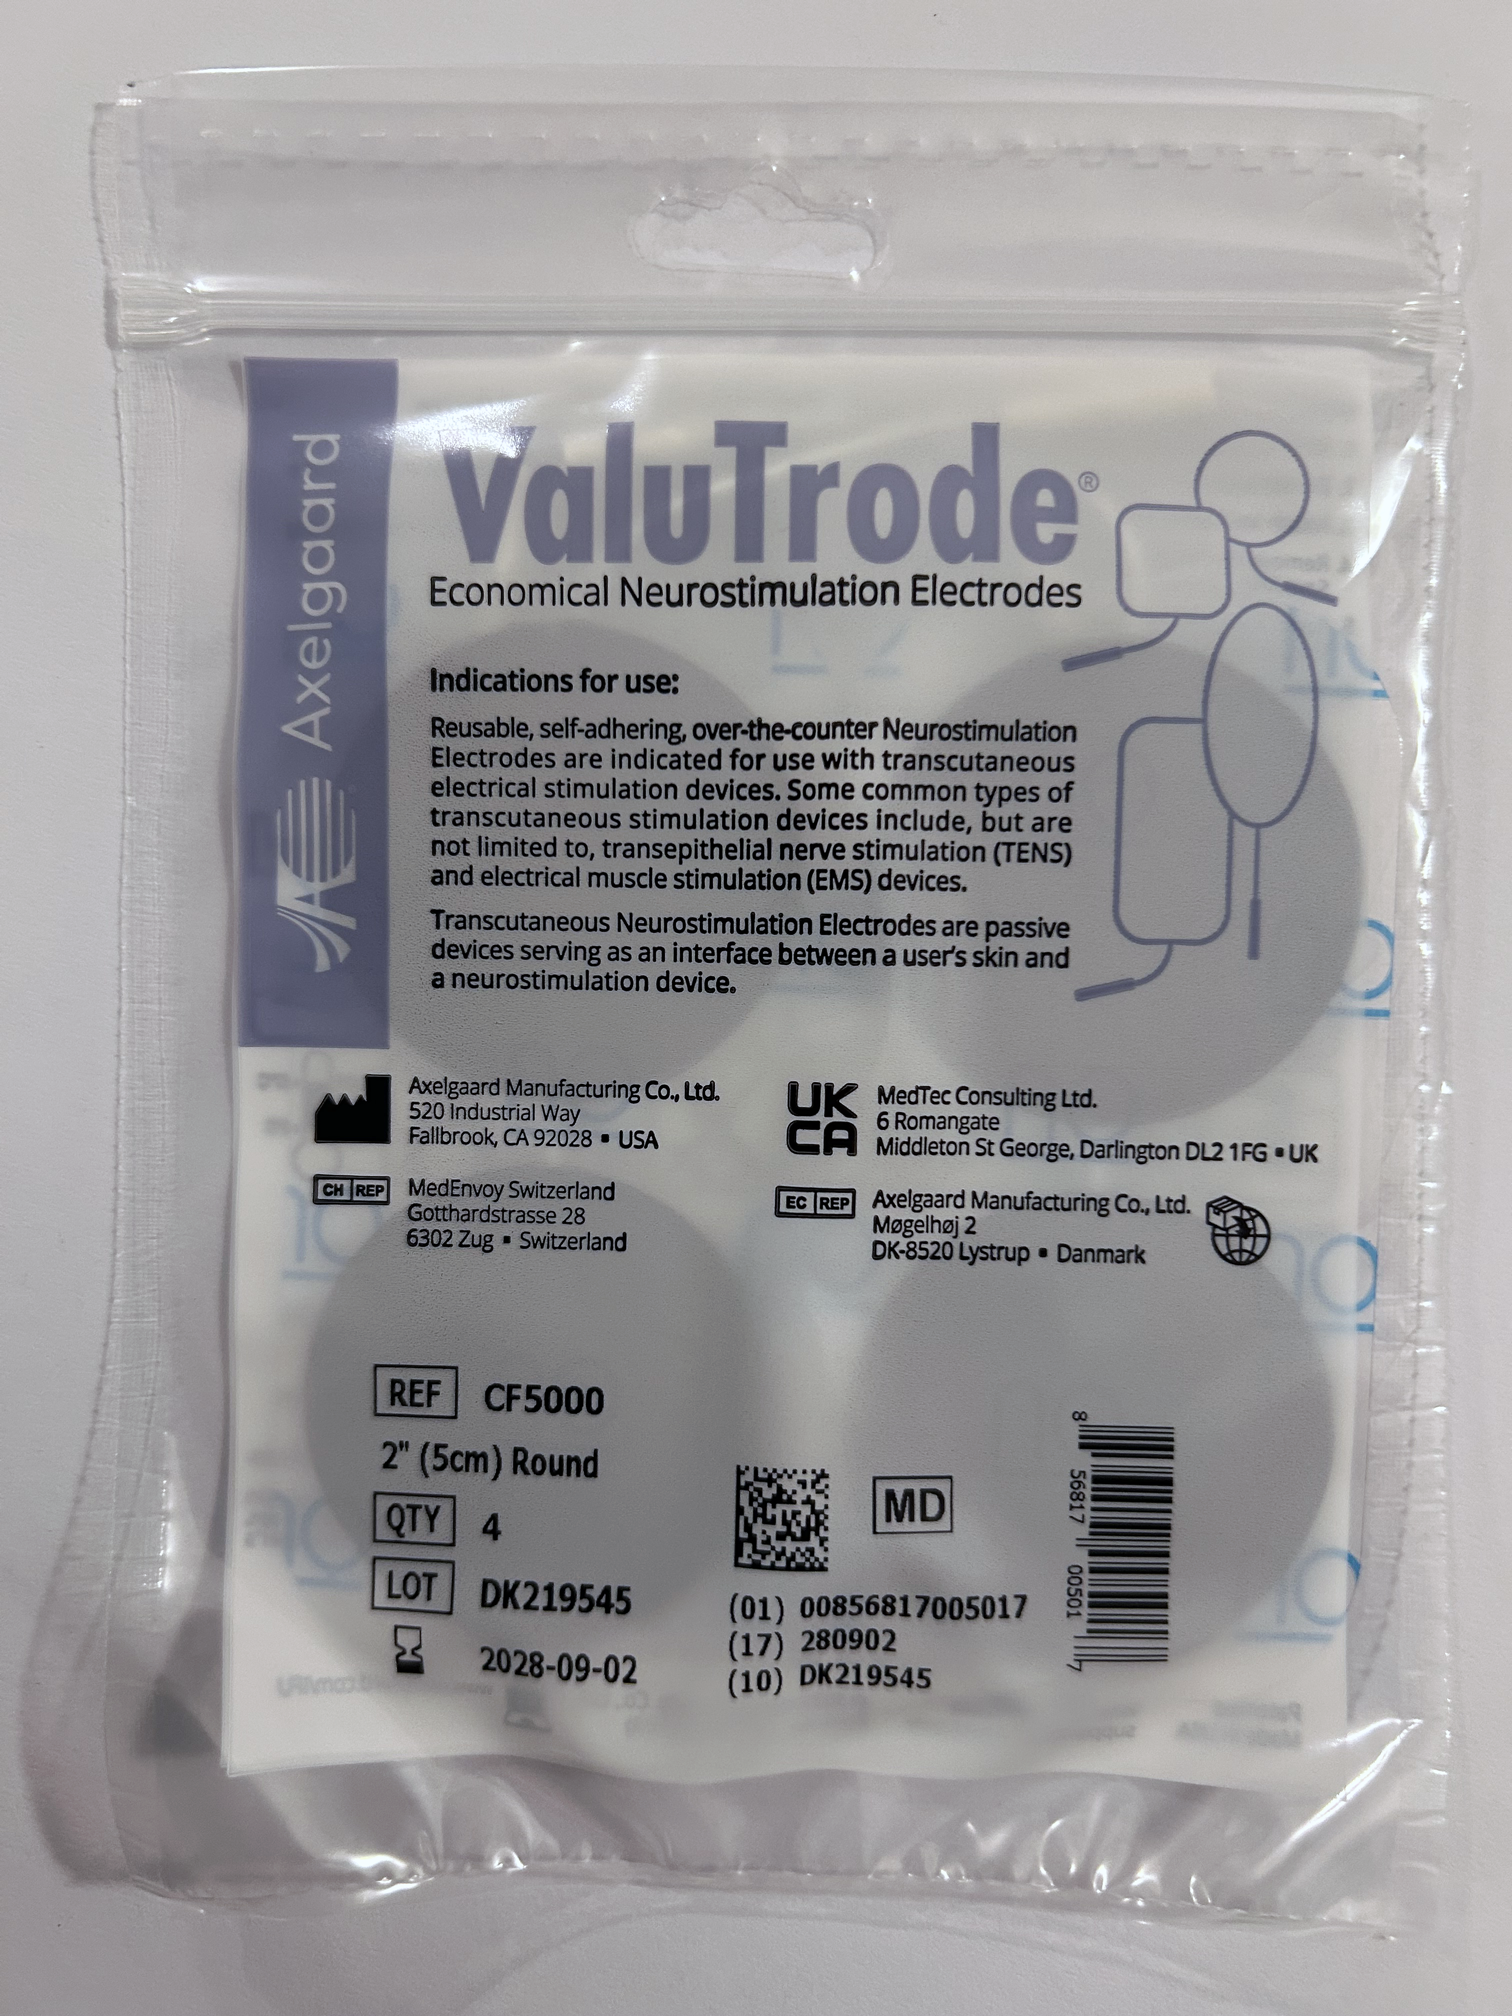 Axelgaard
ValuTrode®
Economical Neurostimulation Electrodes
Indications for use:
Reusable, self-adhering, over-the-counter Neurostimulation
Electrodes are indicated for use with transcutaneous
electrical stimulation devices. Some common types of
transcutaneous stimulation devices include, but are
not limited to, transepithelial nerve stimulation (TENS)
and electrical muscle stimulation (EMS) devices.
Transcutaneous Neurostimulation Electrodes are passive
devices serving as an interface between a user's skin and
a neurostimulation device.
Axelgaard Manufacturing Co., Ltd.
520 Industrial Way
Fallbrook, CA 92028 ▪ USA
UK
CA
MedTec Consulting Ltd.
6 Romangate
Middleton St George, Darlington DL2 1FG ▪ UK
CH REP
MedEnvoy Switzerland
Gotthardstrasse 28
6302 Zug ▪ Switzerland
EC REP
Axelgaard Manufacturing Co., Ltd.
Møgelhøj 2
DK-8520 Lystrup ▪ Danmark
REF CF5000
2" (5cm) Round
QTY 4
LOT DK219545
2028-09-02
MD
(01) 00856817005017
(17) 280902
(10) DK219545
8 56817 00501 7